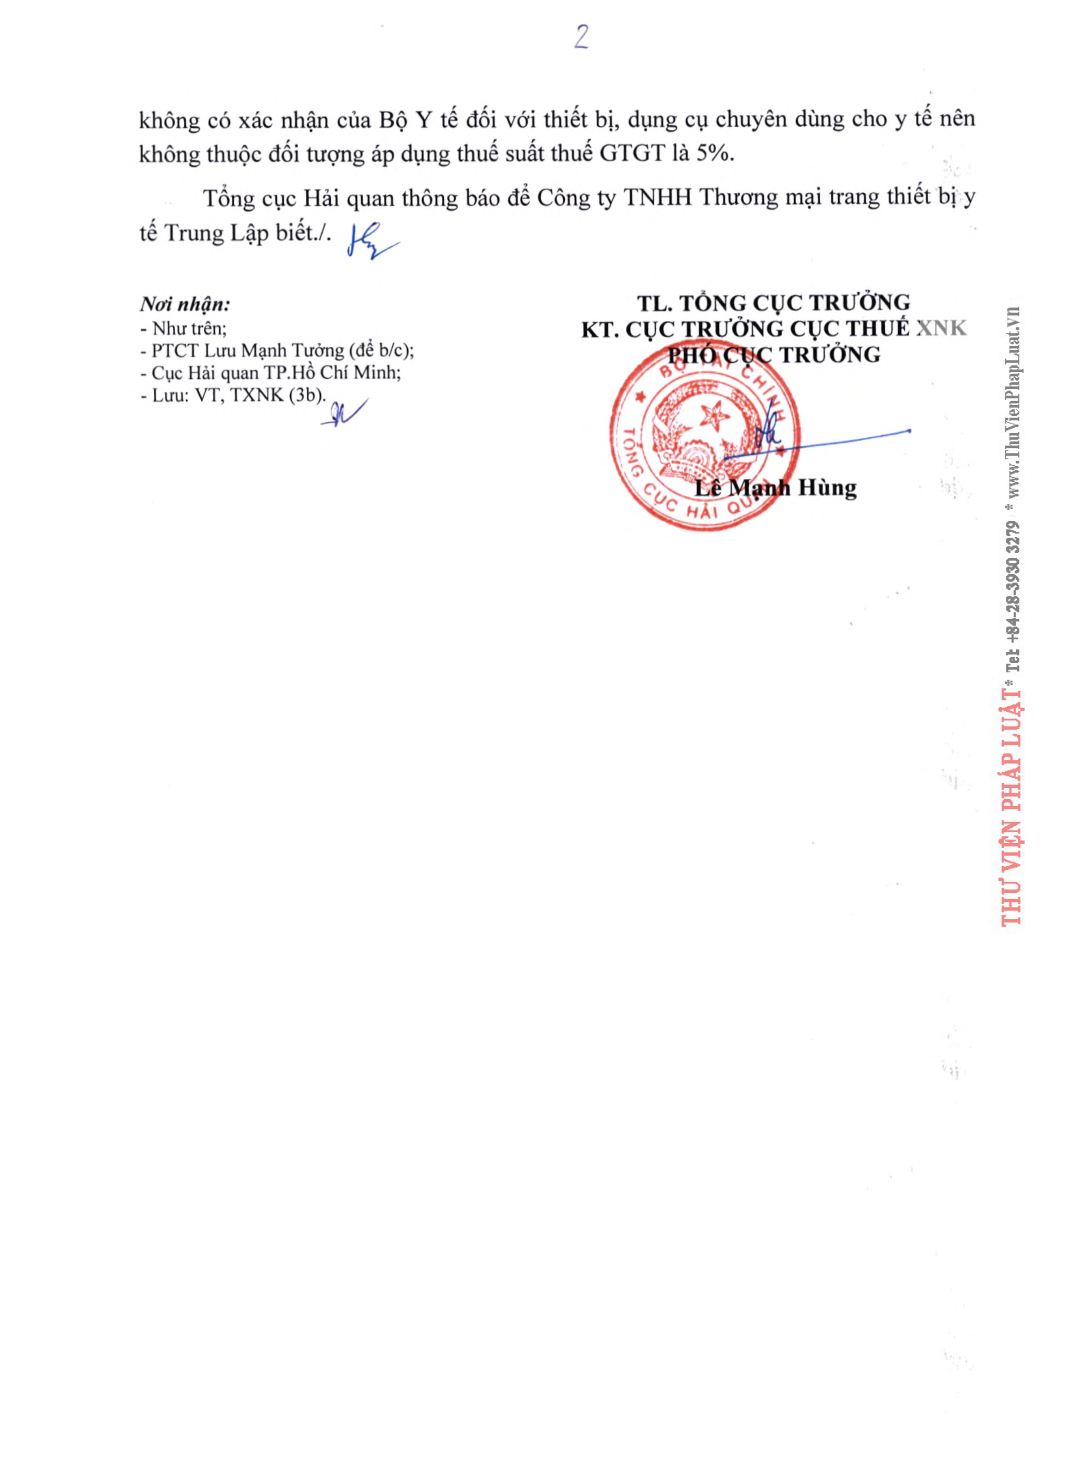 2
không có xác nhận của Bộ Y tế đối với thiết bị, dụng cụ chuyên dùng cho y tế nên
không thuộc đối tượng áp dụng thuế suất thuế GTGT là 5%.
Tổng cục Hải quan thông báo để Công ty TNHH Thương mại trang thiết bị y
tế Trung Lập biết./.
Nơi nhận:
- Như trên;
- PTCT Lưu Mạnh Tưởng (để b/c);
- Cục Hải quan TP.Hồ Chí Minh;
- Lưu: VT, TXNK (3b).
TL. TỔNG CỤC TRƯỞNG
KT. CỤC TRƯỞNG CỤC THUẾ XNK
PHÓ CỤC TRƯỞNG
BỘ TÀI CHÍNH
TỔNG CỤC HẢI QUAN
Lê Mạnh Hùng
THƯ VIỆN PHÁP LUẬT * Tel: +84-28-3930 3279 * www.ThuVienPhapLuat.vn